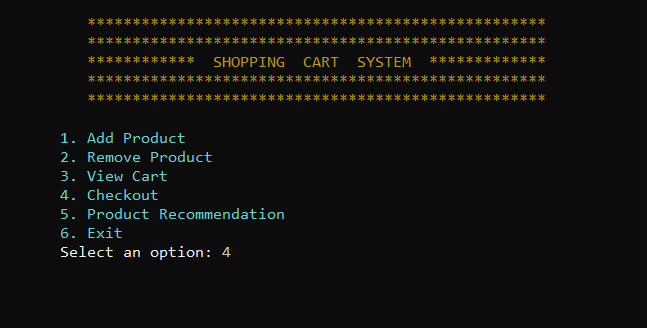 ***************************************************
***************************************************
************  SHOPPING  CART  SYSTEM  *************
***************************************************
***************************************************
1. Add Product
2. Remove Product
3. View Cart
4. Checkout
5. Product Recommendation
6. Exit
Select an option: 4